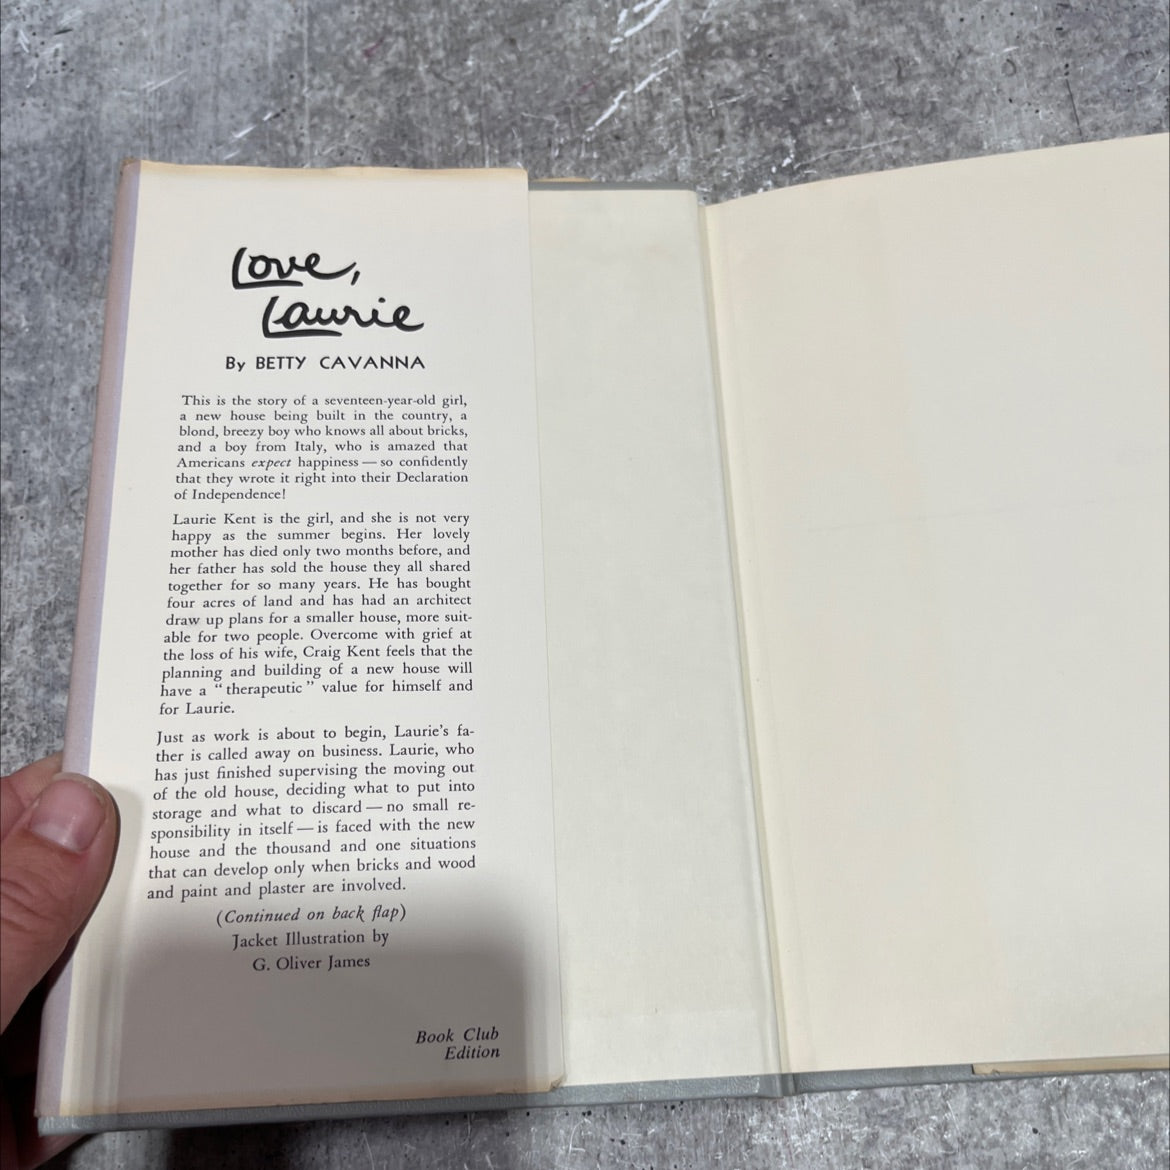 Love,
Laurie
By BETTY CAVANNA
This is the story of a seventeen-year-old girl,
a new house being built in the country, a
blond, breezy boy who knows all about bricks,
and a boy from Italy, who is amazed that
Americans expect happiness — so confidently
that they wrote it right into their Declaration
of Independence!
Laurie Kent is the girl, and she is not very
happy as the summer begins. Her lovely
mother has died only two months before, and
her father has sold the house they all shared
together for so many years. He has bought
four acres of land and has had an architect
draw up plans for a smaller house, more suit-
able for two people. Overcome with grief at
the loss of his wife, Craig Kent feels that the
planning and building of a new house will
have a “therapeutic” value for himself and
for Laurie.
Just as work is about to begin, Laurie's fa-
ther is called away on business. Laurie, who
has just finished supervising the moving out
of the old house, deciding what to put into
storage and what to discard — no small re-
sponsibility in itself — is faced with the new
house and the thousand and one situations
that can develop only when bricks and wood
and paint and plaster are involved.
(Continued on back flap)
Jacket Illustration by
G. Oliver James
Book Club
Edition